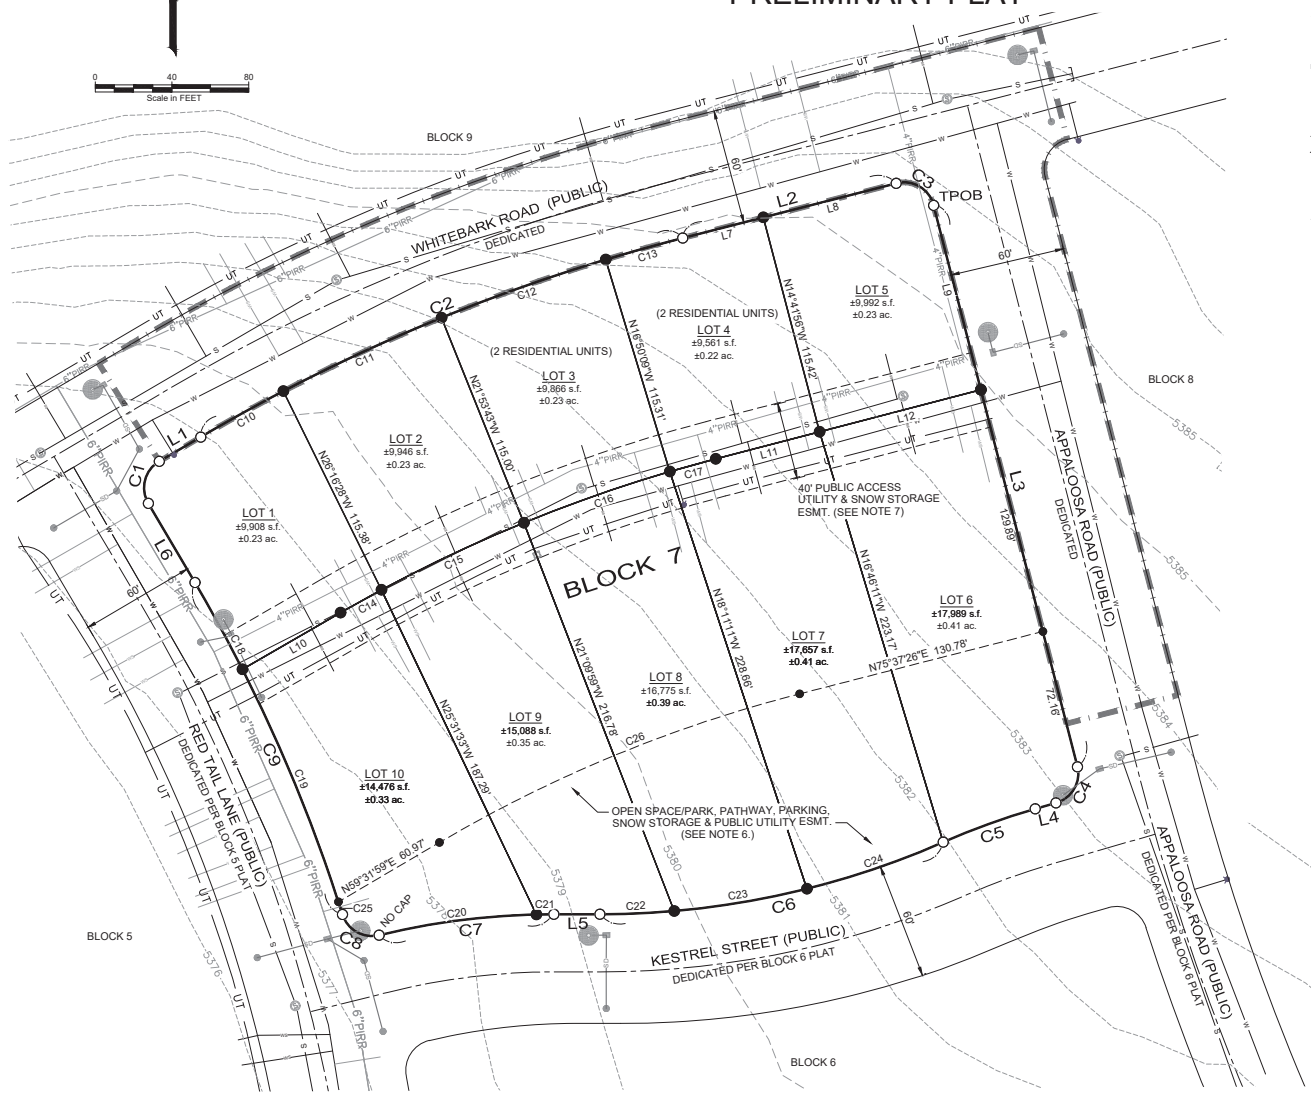 PRELIMINARY PLAT
0 40 80
Scale in FEET
BLOCK 9
WHITEBARK ROAD (PUBLIC)
DEDICATED
60'
C3
TPOB
L2
L8
L7
C13
C12
C2
C11
C10
L1
C1
L6
60'
60'
L9
BLOCK 8
LOT 5
±9,992 s.f.
±0.23 ac.
N14°41'56"W 115.42'
(2 RESIDENTIAL UNITS)
LOT 4
±9,561 s.f.
±0.22 ac.
N16°50'09"W 115.31'
(2 RESIDENTIAL UNITS)
LOT 3
±9,866 s.f.
±0.23 ac.
N21°53'43"W 115.00'
LOT 2
±9,946 s.f.
±0.23 ac.
N26°16'28"W 115.38'
LOT 1
±9,908 s.f.
±0.23 ac.
L12
L11
C17
C16
C15
C14
L10
C18
40' PUBLIC ACCESS
UTILITY & SNOW STORAGE
ESMT. (SEE NOTE 7)
BLOCK 7
L3
129.89'
72.16'
APPALOOSA ROAD (PUBLIC)
DEDICATED
5385
5385
5384
5383
5382
5381
5380
5379
5378
5377
5376
LOT 6
±17,989 s.f.
±0.41 ac.
N75°37'26"E 130.78'
N16°46'11"W 223.17'
LOT 7
±17,657 s.f.
±0.41 ac.
N18°11'11"W 228.66'
LOT 8
±16,775 s.f.
±0.39 ac.
N21°09'59"W 216.78'
C26
LOT 9
±15,088 s.f.
±0.35 ac.
N25°31'33"W 187.29'
LOT 10
±14,476 s.f.
±0.33 ac.
C9
C19
N59°31'59"E 60.97'
RED TAIL LANE (PUBLIC)
DEDICATED PER BLOCK 5 PLAT
OPEN SPACE/PARK, PATHWAY, PARKING,
SNOW STORAGE & PUBLIC UTILITY ESMT.
(SEE NOTE 6.)
C4
L4
C5
C24
C23
C6
C22
L5
C21
C20
C7
NO CAP
C25
C8
BLOCK 5
KESTREL STREET (PUBLIC)
DEDICATED PER BLOCK 6 PLAT
60'
BLOCK 6
APPALOOSA ROAD (PUBLIC)
DEDICATED PER BLOCK 6 PLAT